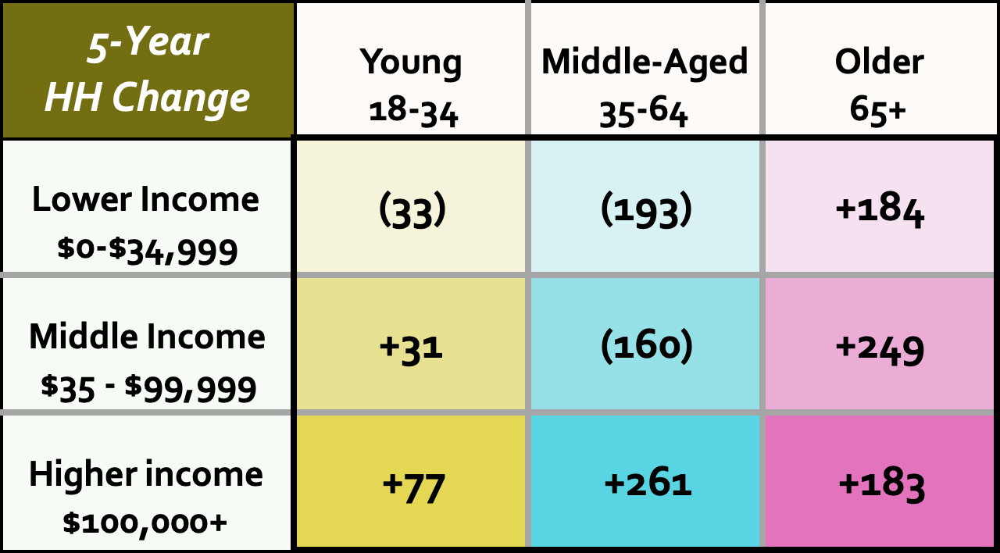 5-Year
HH Change
Young
18-34
Middle-Aged
35-64
Older
65+
Lower Income
$0-$34,999
(33)
(193)
+184
Middle Income
$35 - $99,999
+31
(160)
+249
Higher income
$100,000+
+77
+261
+183